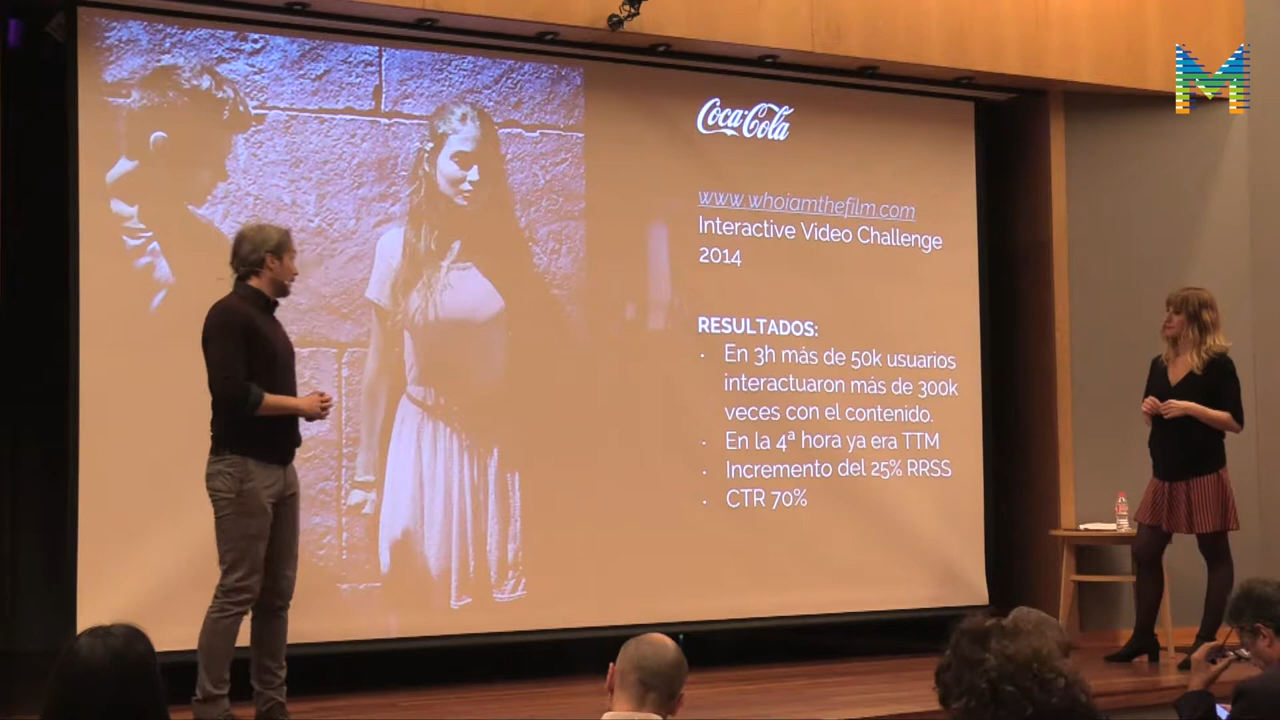 Coca-Cola
www.whoiamthefilm.com
Interactive Video Challenge
2014
RESULTADOS:
· En 3h más de 50k usuarios
interactuaron más de 300k
veces con el contenido.
· En la 4ª hora ya era TTM
· Incremento del 25% RRSS
· CTR 70%
M